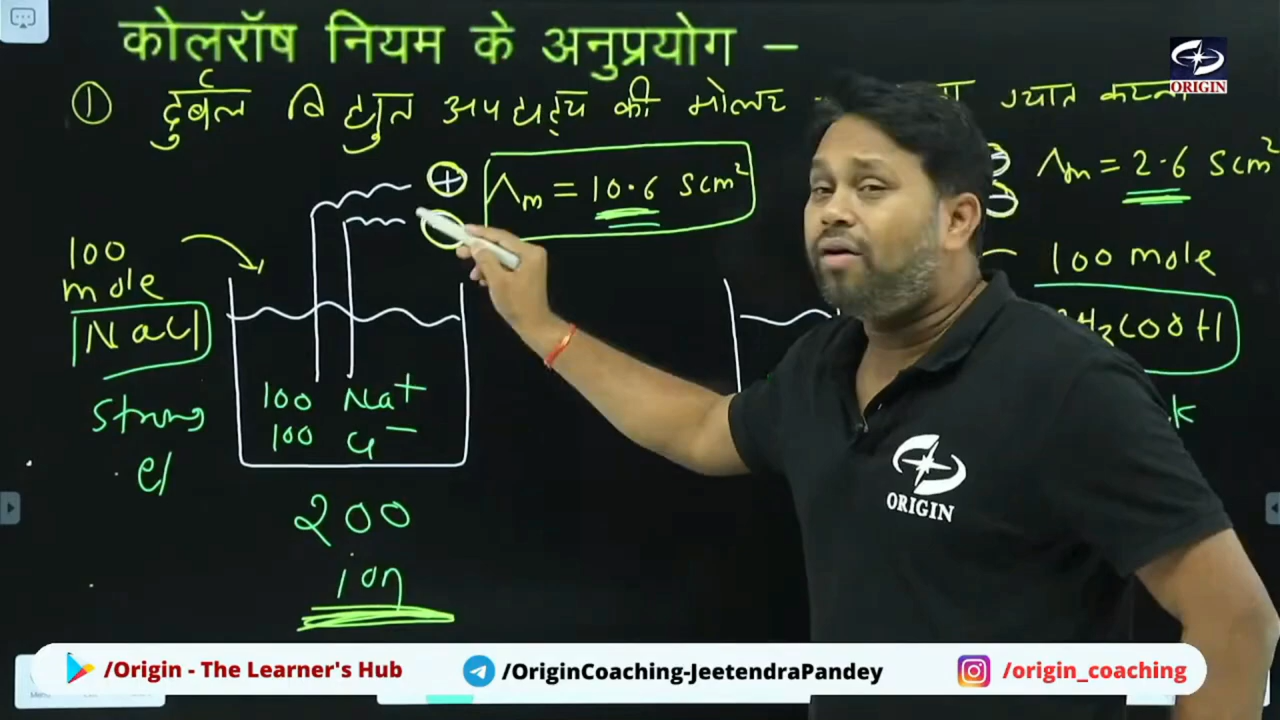 कोलरॉष नियम के अनुप्रयोग –
ORIGIN
① दुर्बल विद्युत अपघट्य की मोलर ज्ञात करना
Λm = 10.6 Scm²
Λm = 2.6 Scm²
100
mole
NaCl
100 mole
COOH
Strong
el
100 Na+
100 Cl−
200
ion
ORIGIN
/Origin - The Learner's Hub
/OriginCoaching-JeetendraPandey
/origin_coaching